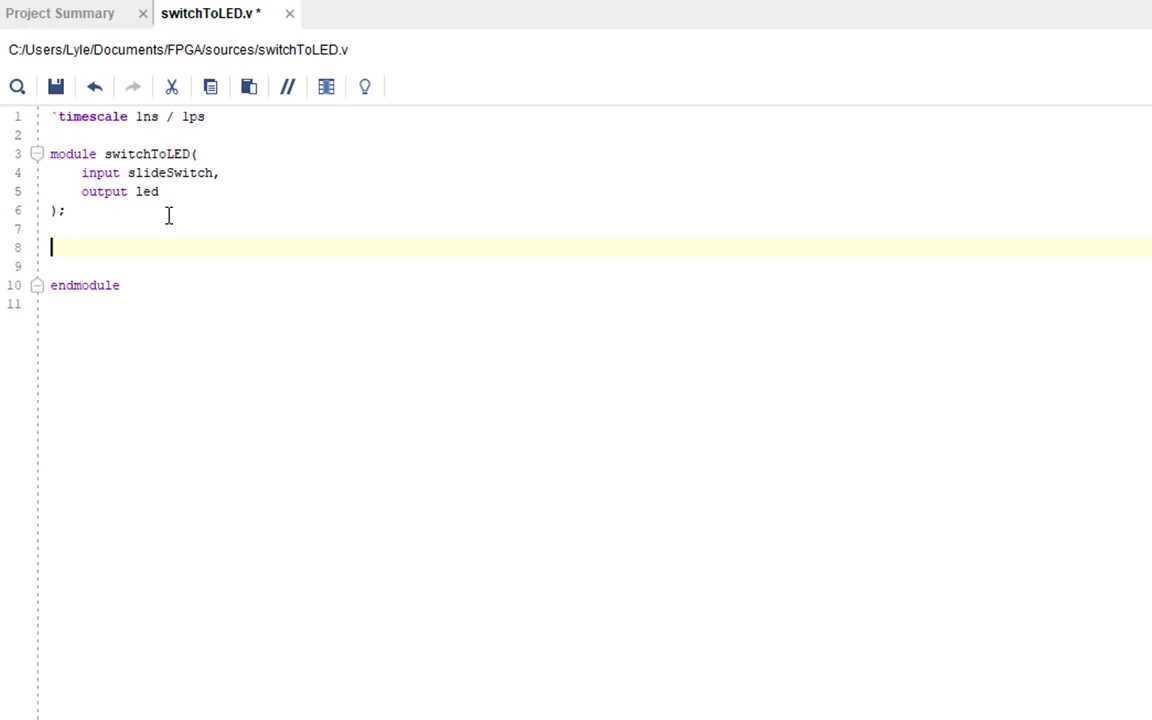 Project Summary
switchToLED.v *
C:/Users/Lyle/Documents/FPGA/sources/switchToLED.v
1 `timescale 1ns / 1ps
2
3 module switchToLED(
4 input slideSwitch,
5 output led
6 );
7
8
9
10 endmodule
11